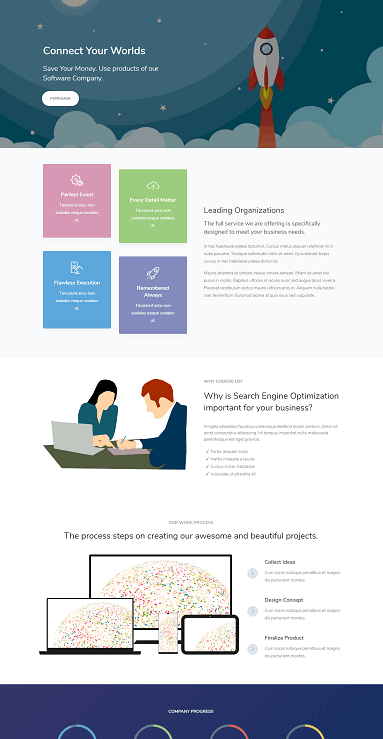 Connect Your Worlds
Save Your Money. Use products of our
Software Company.
PURCHASE
Perfect Event
Tincidunt arcu non
sodales neque sodales
ut.
Every Detail Matter
Tincidunt arcu non
sodales neque sodales
ut.
Flawless Execution
Tincidunt arcu non
sodales neque sodales
ut.
Remembered
Always
Tincidunt arcu non
sodales neque sodales
ut.
Leading Organizations
The full service we are offering is specifically
designed to meet your business needs.
In hac habitasse platea dictumst. Cursus metus aliquam eleifend mi in
nulla posuere. Tristique sollicitudin nibh sit amet. Quis blandit turpis
cursus in hac habitasse platea dictumst.
Mauris pharetra et ultrices neque ornare aenean. Etiam sit amet nisl
purus in mollis. Dapibus ultrices in iaculis nunc sed augue lacus viverra.
Placerat vestibulum lectus mauris ultrices eros in. Aliquam nulla facilisi
cras fermentum. Euismod lacinia at quis risus sed vulputate.
WHY CHOOSE US?
Why is Search Engine Optimization
important for your business?
Fringilla phasellus faucibus scelerisque eleifend donec pretium. Dolor sit
amet consectetur adipiscing. Mi tempus imperdiet nulla malesuada
pellentesque elit eget gravida.
Tortor aliquam nulla
Mattis molestie a iaculis
Cursus in hac habitasse
Vulputate ut pharetra sit
OUR WORK PROCESS
The process steps on creating our awesome and beautiful projects.
1
Collect Ideas
Cum sociis natoque penatibus et magnis
dis parturient montes.
2
Design Concept
Cum sociis natoque penatibus et magnis
dis parturient montes.
3
Finalize Product
Cum sociis natoque penatibus et magnis
dis parturient montes.
COMPANY PROGRESS